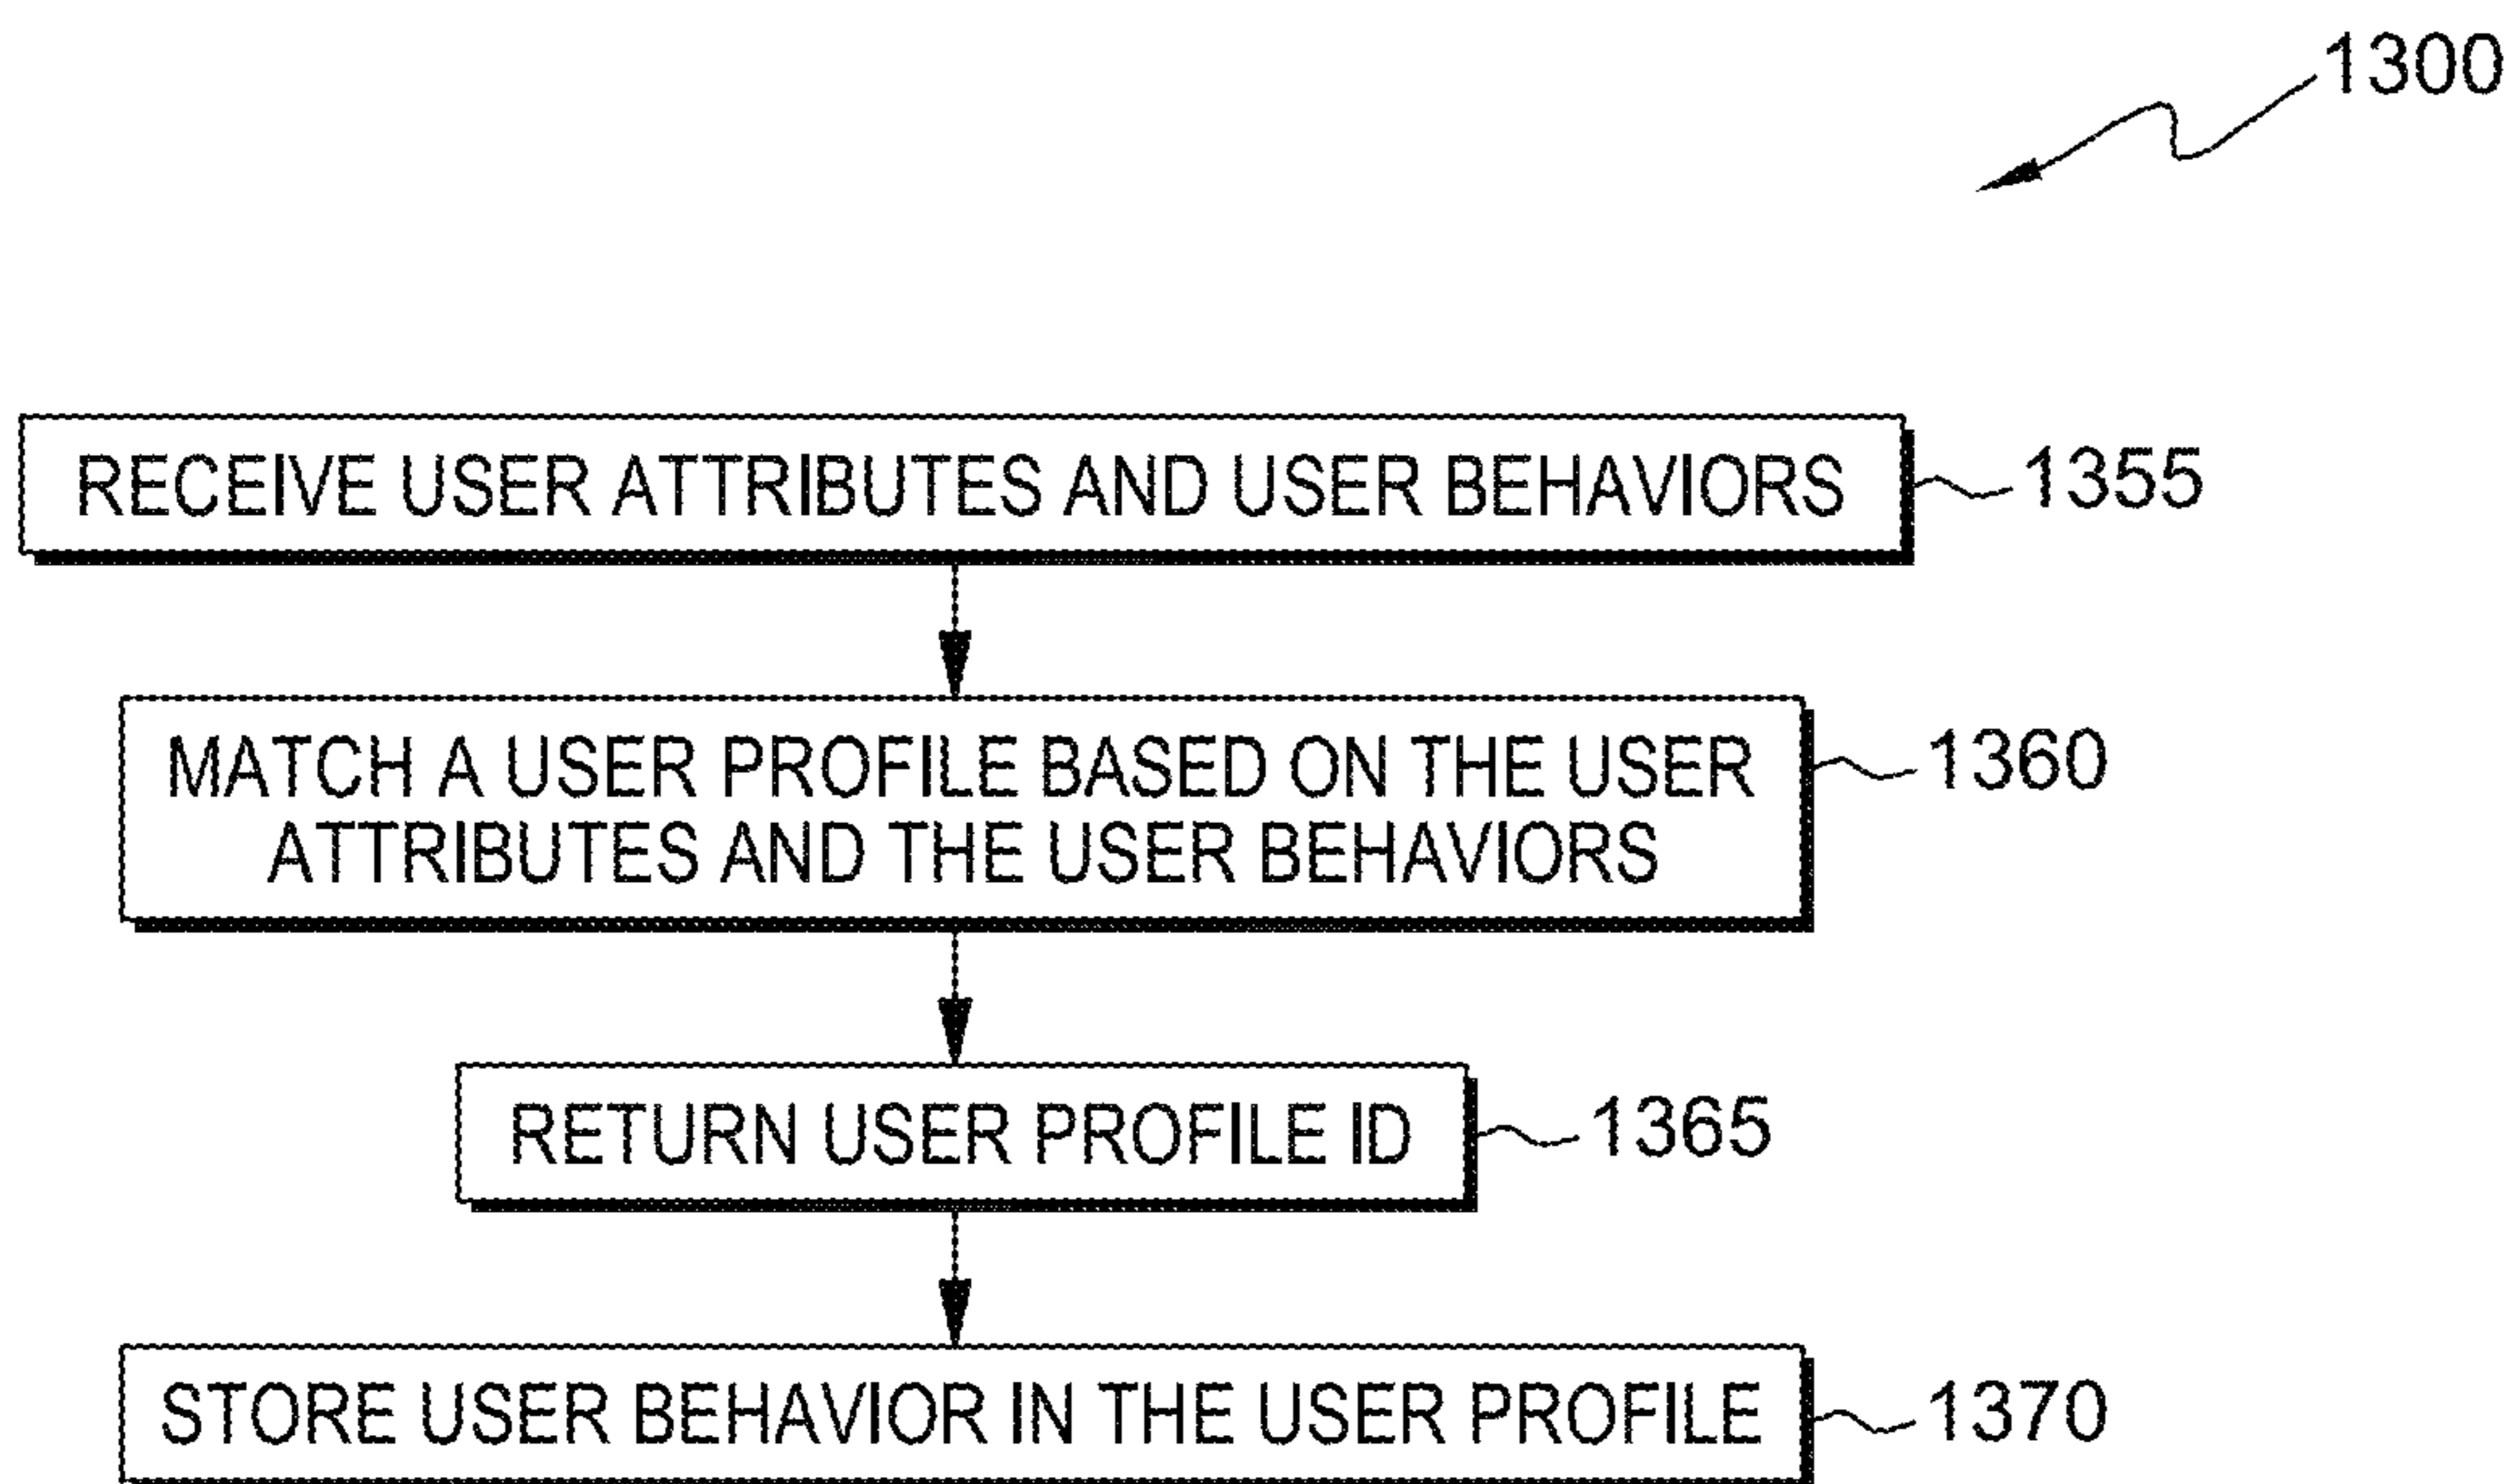 1300
RECEIVE USER ATTRIBUTES AND USER BEHAVIORS
1355
MATCH A USER PROFILE BASED ON THE USER
ATTRIBUTES AND THE USER BEHAVIORS
1360
RETURN USER PROFILE ID
1365
STORE USER BEHAVIOR IN THE USER PROFILE
1370